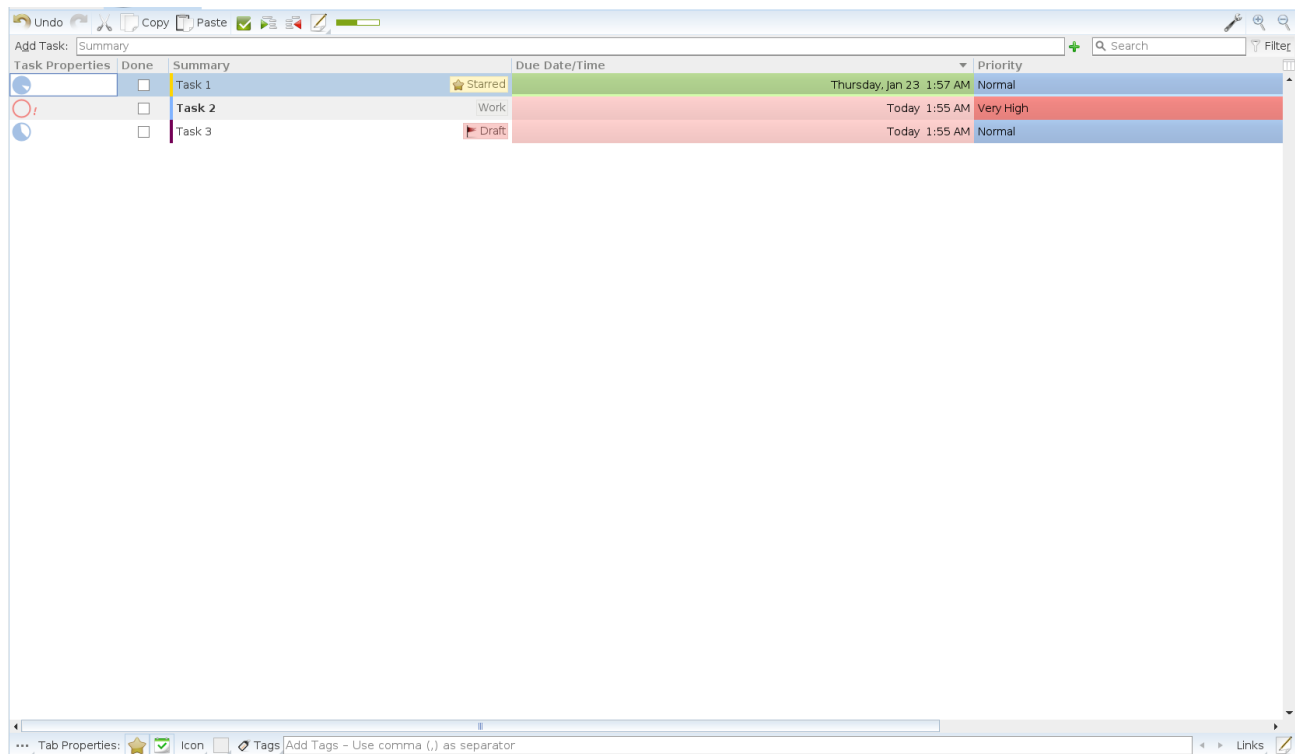 Undo Copy Paste
Add Task: Summary Search Filter
Task Properties Done Summary Due Date/Time Priority
Task 1 Starred Thursday, Jan 23 1:57 AM Normal
! Task 2 Work Today 1:55 AM Very High
Task 3 Draft Today 1:55 AM Normal
... Tab Properties: Icon Tags Add Tags – Use comma (,) as separator Links